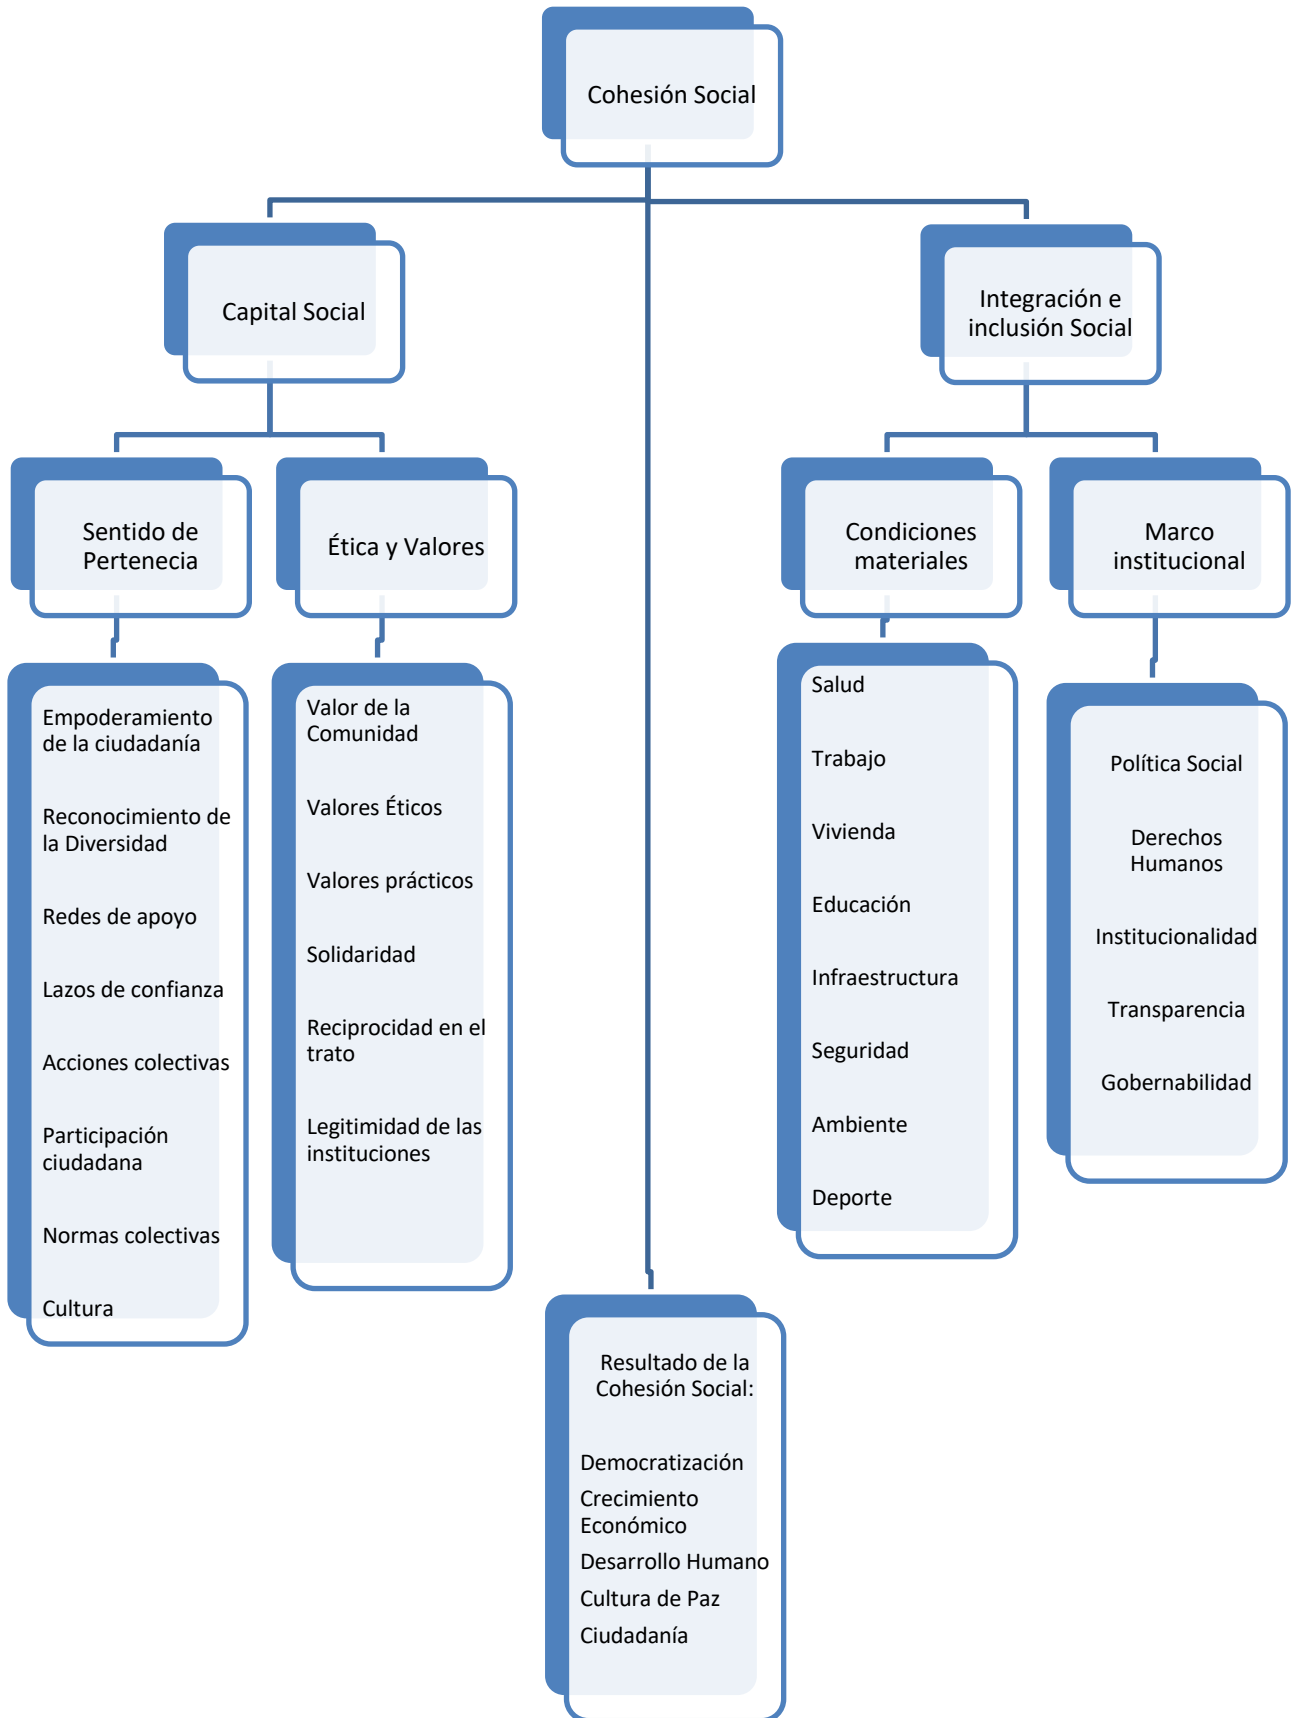 Cohesión Social
Capital Social
Integración e
inclusión Social
Sentido de
Pertenecia
Ética y Valores
Condiciones
materiales
Marco
institucional
Empoderamiento
de la ciudadanía
Reconocimiento de
la Diversidad
Redes de apoyo
Lazos de confianza
Acciones colectivas
Participación
ciudadana
Normas colectivas
Cultura
Valor de la
Comunidad
Valores Éticos
Valores prácticos
Solidaridad
Reciprocidad en el
trato
Legitimidad de las
instituciones
Salud
Trabajo
Vivienda
Educación
Infraestructura
Seguridad
Ambiente
Deporte
Política Social
Derechos
Humanos
Institucionalidad
Transparencia
Gobernabilidad
Resultado de la
Cohesión Social:
Democratización
Crecimiento
Económico
Desarrollo Humano
Cultura de Paz
Ciudadanía